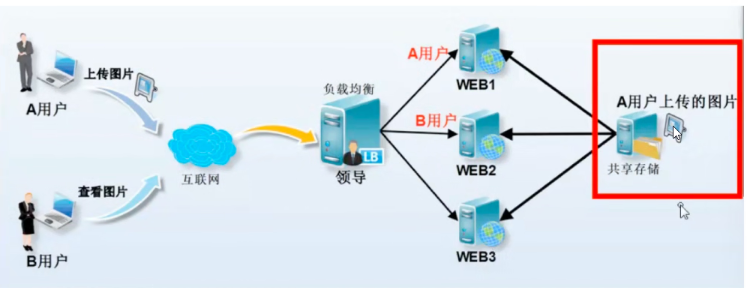 上传图片
A用户
查看图片
B用户
互联网
负载均衡
LB
领导
A用户
WEB1
B用户
WEB2
WEB3
A用户上传的图片
共享存储